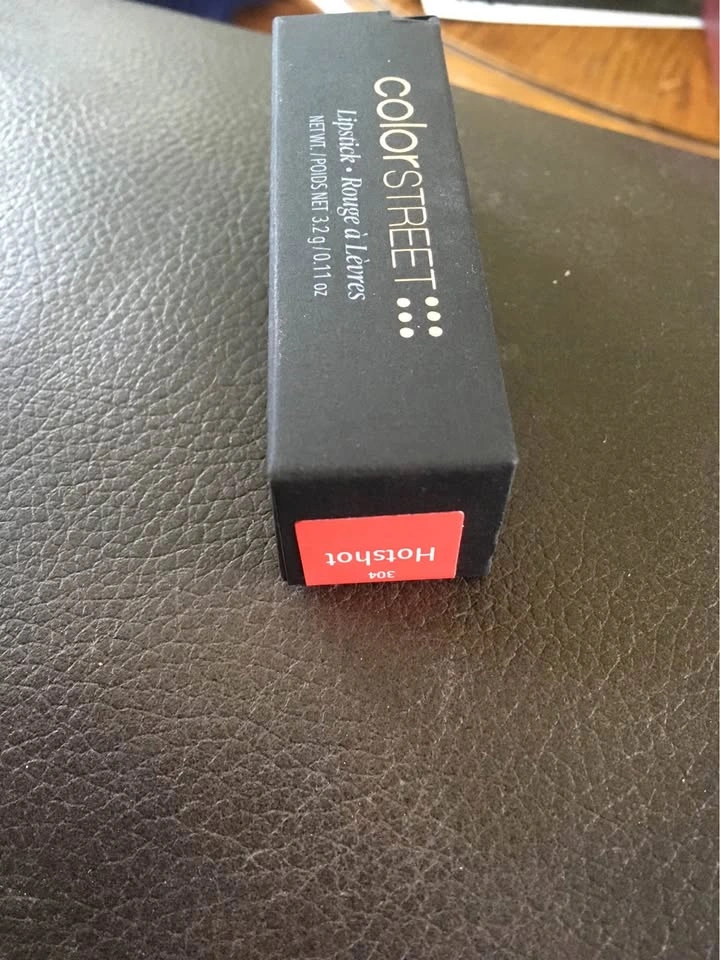 colorSTREET
Lipstick • Rouge à Lèvres
NET WT. / POIDS NET 3.2 g / 0.11 oz
304
Hotshot